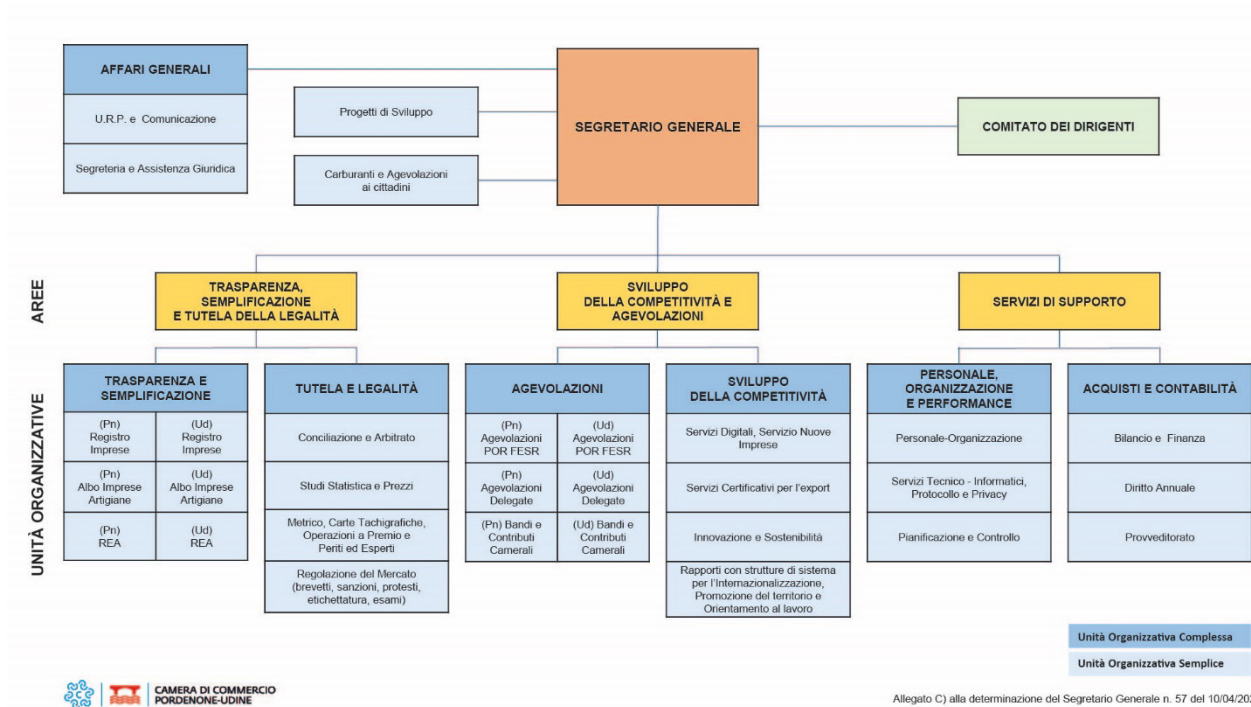 AFFARI GENERALI
U.R.P. e Comunicazione
Segreteria e Assistenza Giuridica
Progetti di Sviluppo
Carburanti e Agevolazioni
ai cittadini
SEGRETARIO GENERALE
COMITATO DEI DIRIGENTI
AREE
TRASPARENZA,
SEMPLIFICAZIONE
E TUTELA DELLA LEGALITÀ
SVILUPPO
DELLA COMPETITIVITÀ E
AGEVOLAZIONI
SERVIZI DI SUPPORTO
UNITÀ ORGANIZZATIVE
TRASPARENZA E
SEMPLIFICAZIONE
(Pn)
Registro
Imprese
(Ud)
Registro
Imprese
(Pn)
Albo Imprese
Artigiane
(Ud)
Albo Imprese
Artigiane
(Pn)
REA
(Ud)
REA
TUTELA E LEGALITÀ
Conciliazione e Arbitrato
Studi Statistica e Prezzi
Metrico, Carte Tachigrafiche,
Operazioni a Premio e
Periti ed Esperti
Regolazione del Mercato
(brevetti, sanzioni, protesti,
etichettatura, esami)
AGEVOLAZIONI
(Pn)
Agevolazioni
POR FESR
(Ud)
Agevolazioni
POR FESR
(Pn)
Agevolazioni
Delegate
(Ud)
Agevolazioni
Delegate
(Pn) Bandi e
Contributi
Camerali
(Ud) Bandi e
Contributi
Camerali
SVILUPPO
DELLA COMPETITIVITÀ
Servizi Digitali, Servizio Nuove
Imprese
Servizi Certificativi per l'export
Innovazione e Sostenibilità
Rapporti con strutture di sistema
per l'Internazionalizzazione,
Promozione del territorio e
Orientamento al lavoro
PERSONALE,
ORGANIZZAZIONE
E PERFORMANCE
Personale-Organizzazione
Servizi Tecnico - Informatici,
Protocollo e Privacy
Pianificazione e Controllo
ACQUISTI E CONTABILITÀ
Bilancio e Finanza
Diritto Annuale
Provveditorato
Unità Organizzativa Complessa
Unità Organizzativa Semplice
CAMERA DI COMMERCIO
PORDENONE-UDINE
Allegato C) alla determinazione del Segretario Generale n. 57 del